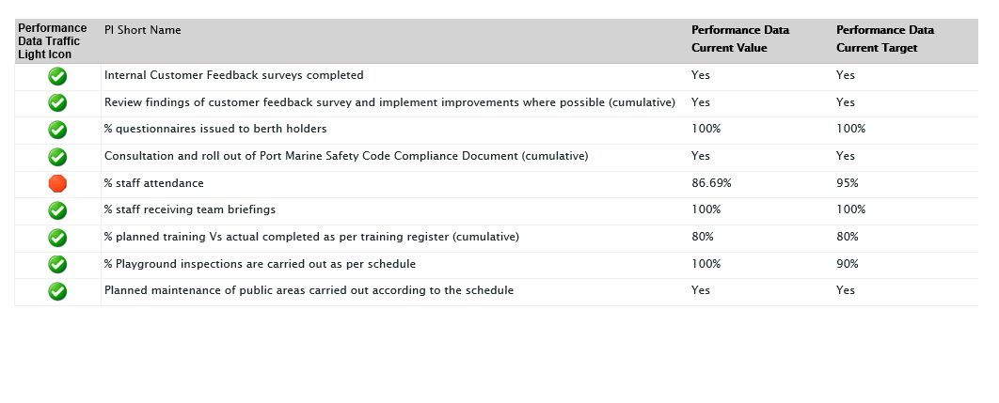 Performance Data Traffic Light Icon PI Short Name Performance Data Current Value Performance Data Current Target
Internal Customer Feedback surveys completed Yes Yes
Review findings of customer feedback survey and implement improvements where possible (cumulative) Yes Yes
% questionnaires issued to berth holders 100% 100%
Consultation and roll out of Port Marine Safety Code Compliance Document (cumulative) Yes Yes
% staff attendance 86.69% 95%
% staff receiving team briefings 100% 100%
% planned training Vs actual completed as per training register (cumulative) 80% 80%
% Playground inspections are carried out as per schedule 100% 90%
Planned maintenance of public areas carried out according to the schedule Yes Yes